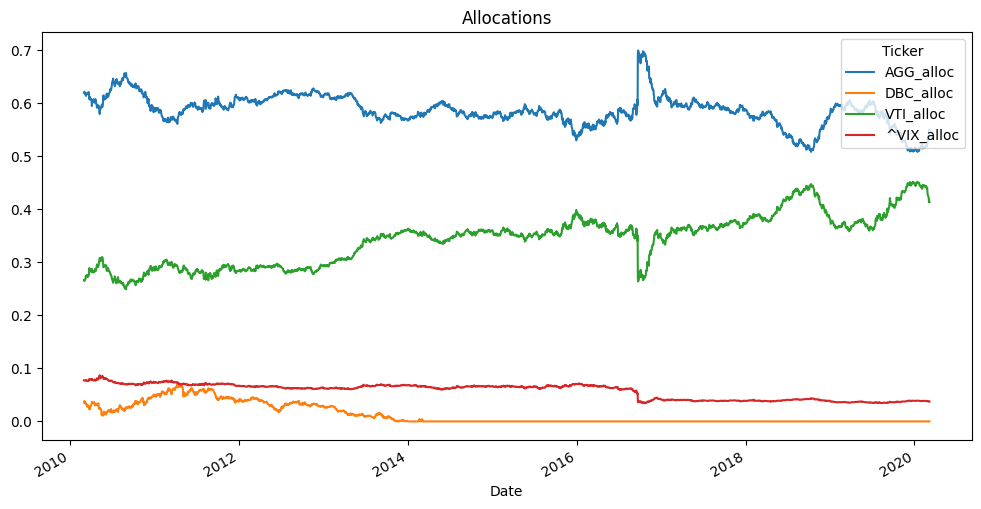 Allocations
Ticker
AGG_alloc
DBC_alloc
VTI_alloc
^VIX_alloc
0.7
0.6
0.5
0.4
0.3
0.2
0.1
0.0
2010
2012
2014
2016
2018
2020
Date